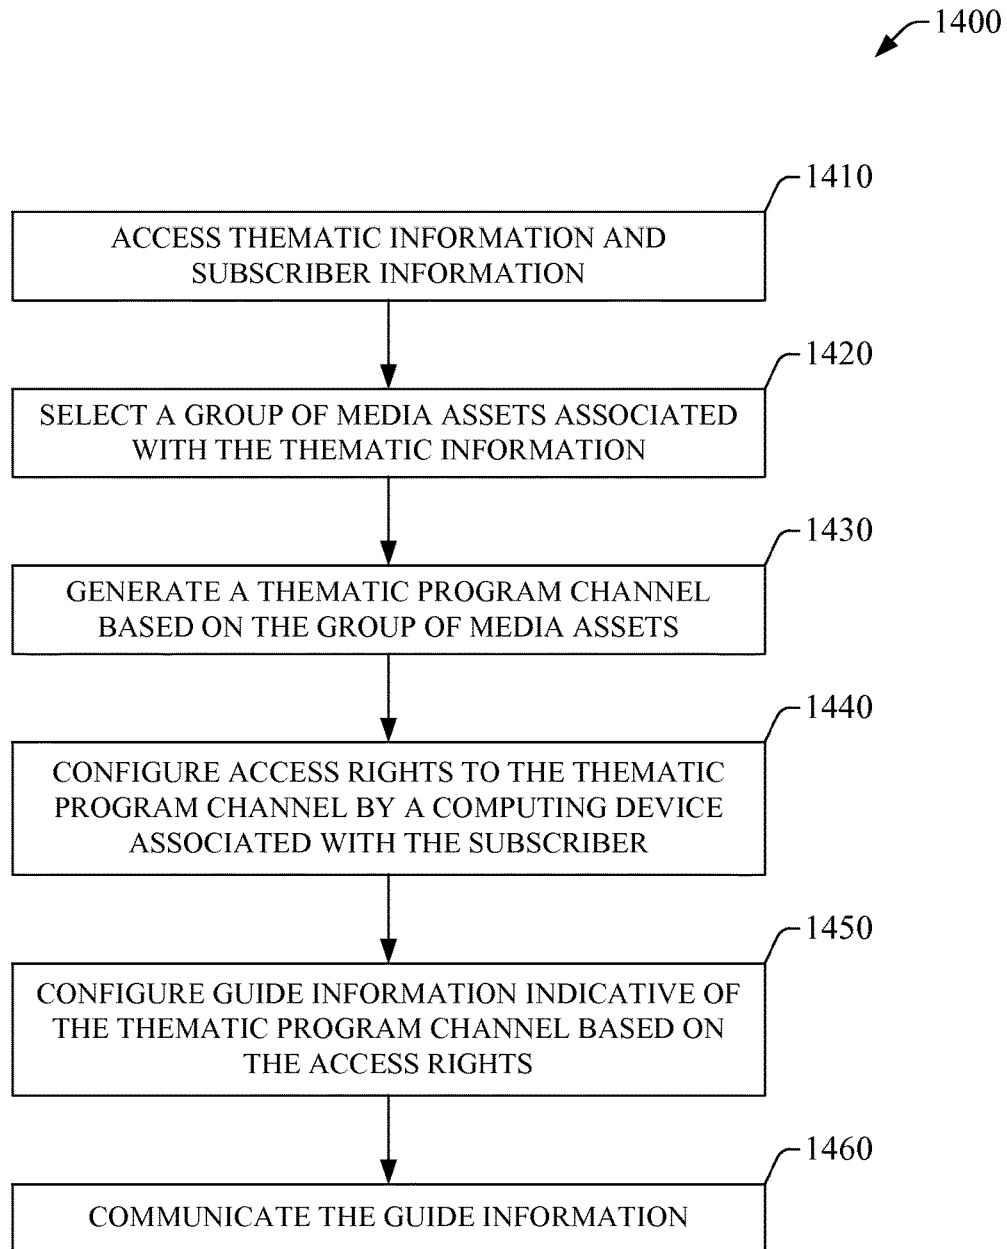 1400
1410
ACCESS THEMATIC INFORMATION AND
SUBSCRIBER INFORMATION
1420
SELECT A GROUP OF MEDIA ASSETS ASSOCIATED
WITH THE THEMATIC INFORMATION
1430
GENERATE A THEMATIC PROGRAM CHANNEL
BASED ON THE GROUP OF MEDIA ASSETS
1440
CONFIGURE ACCESS RIGHTS TO THE THEMATIC
PROGRAM CHANNEL BY A COMPUTING DEVICE
ASSOCIATED WITH THE SUBSCRIBER
1450
CONFIGURE GUIDE INFORMATION INDICATIVE OF
THE THEMATIC PROGRAM CHANNEL BASED ON
THE ACCESS RIGHTS
1460
COMMUNICATE THE GUIDE INFORMATION